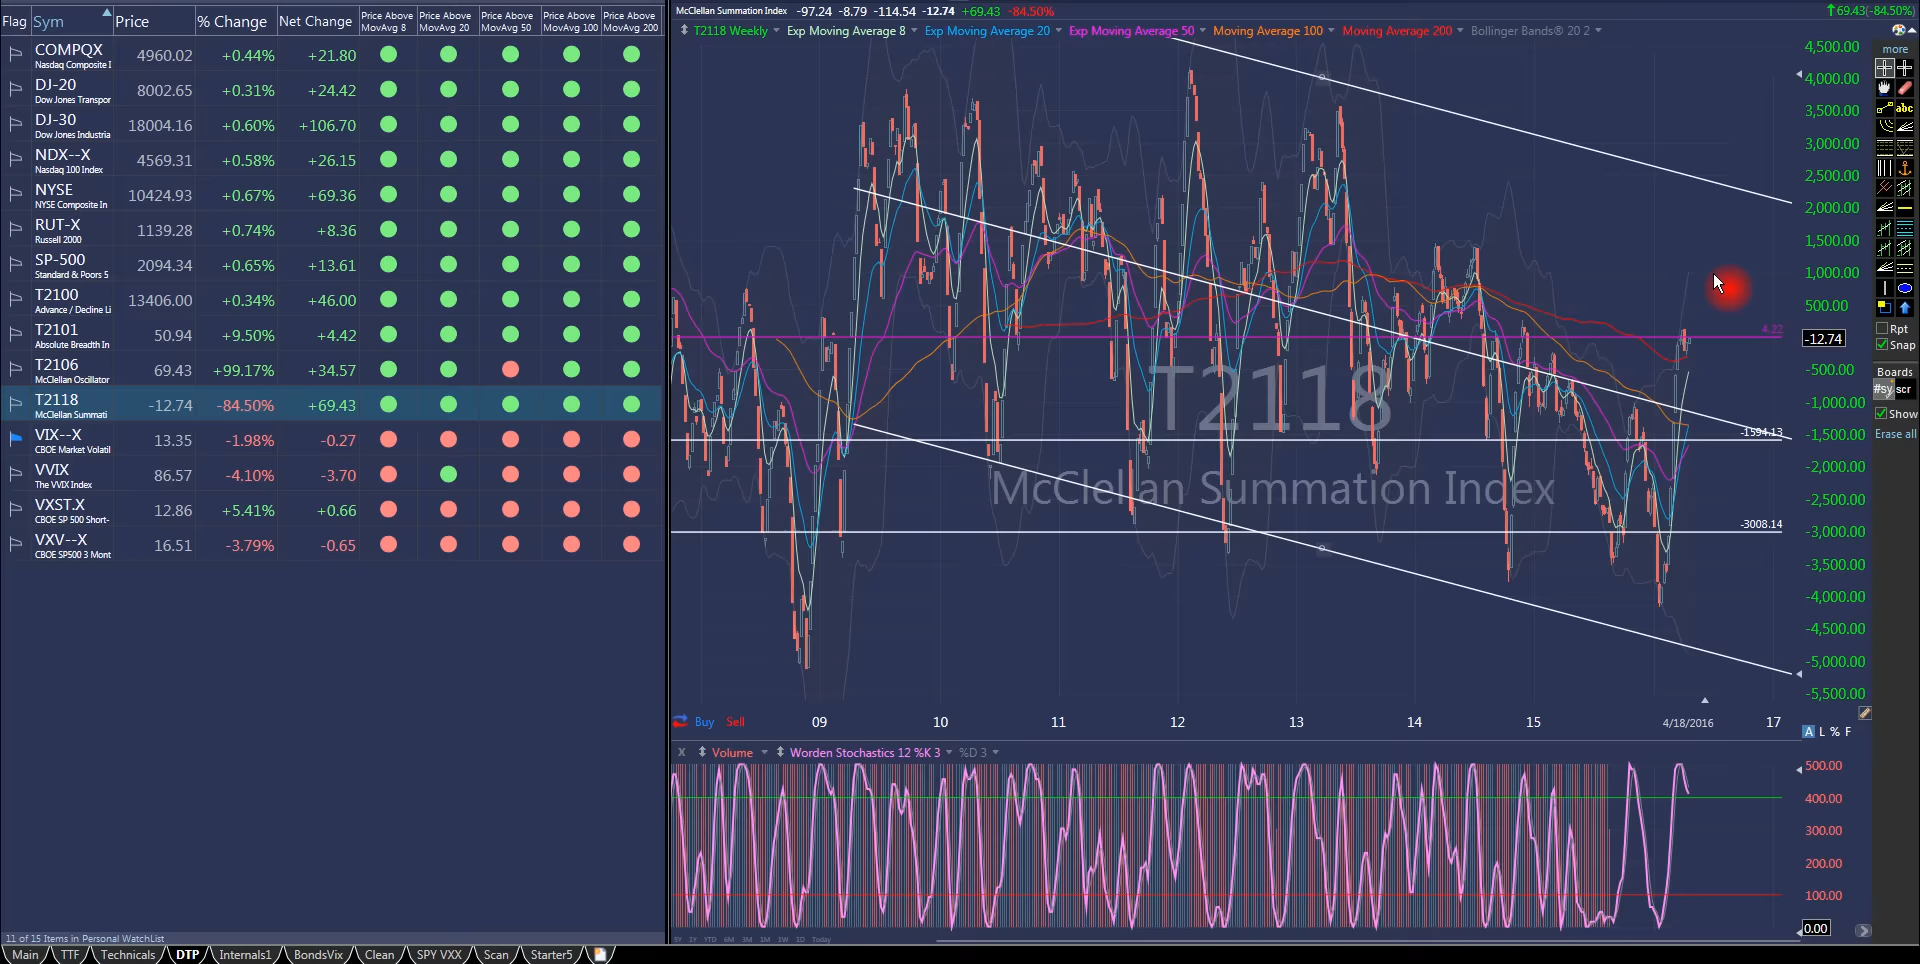 Flag Sym Price % Change Net Change Price Above MovAvg 8 Price Above MovAvg 20 Price Above MovAvg 50 Price Above MovAvg 100 Price Above MovAvg 200
COMPQX 4960.02 +0.44% +21.80
Nasdaq Composite I
DJ-20 8002.65 +0.31% +24.42
Dow Jones Transpor
DJ-30 18004.16 +0.60% +106.70
Dow Jones Industria
NDX--X 4569.31 +0.58% +26.15
Nasdaq 100 Index
NYSE 10424.93 +0.67% +69.36
NYSE Composite In
RUT-X 1139.28 +0.74% +8.36
Russell 2000
SP-500 2094.34 +0.65% +13.61
Standard & Poors 5
T2100 13406.00 +0.34% +46.00
Advance / Decline Li
T2101 50.94 +9.50% +4.42
Absolute Breadth In
T2106 69.43 +99.17% +34.57
McClellan Oscillator
T2118 -12.74 -84.50% +69.43
McClellan Summati
VIX--X 13.35 -1.98% -0.27
CBOE Market Volatil
VVIX 86.57 -4.10% -3.70
The VVIX Index
VXST.X 12.86 +5.41% +0.66
CBOE SP 500 Short-
VXV--X 16.51 -3.79% -0.65
CBOE SP500 3 Mont
11 of 15 Items in Personal WatchList
Main TTF Technicals DTP Internals1 BondsVix Clean SPY VXX Scan Starter5
McClellan Summation Index -97.24 -8.79 -114.54 -12.74 +69.43 -84.50%
69.43(-84.50%)
T2118 Weekly Exp Moving Average 8 Exp Moving Average 20 Exp Moving Average 50 Moving Average 100 Moving Average 200 Bollinger Bands® 20 2
4,500.00
4,000.00
3,500.00
3,000.00
2,500.00
2,000.00
1,500.00
1,000.00
500.00
4.22
-12.74
-500.00
-1,000.00
-1594.13
-1,500.00
-2,000.00
-2,500.00
-3008.14
-3,000.00
-3,500.00
-4,000.00
-4,500.00
-5,000.00
-5,500.00
T2118
McClellan Summation Index
Buy Sell 09 10 11 12 13 14 15 4/18/2016 17
A L % F
X Volume Worden Stochastics 12 %K 3 %D 3
500.00
400.00
300.00
200.00
100.00
0.00
5Y 1Y YTD 6M 3M 1M 1W 1D Today
more
abc
Rpt
Snap
Boards
#sy scr
Show
Erase all